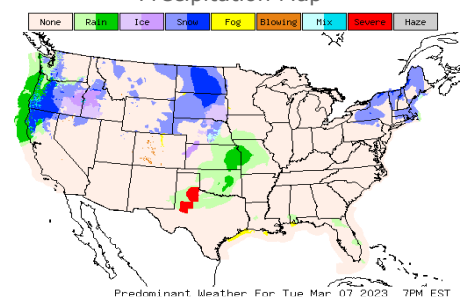 Precipitation Map
None Rain Ice Snow Fog Blowing Mix Severe Haze
Predominant Weather For Tue Mar 07 2023 7PM EST